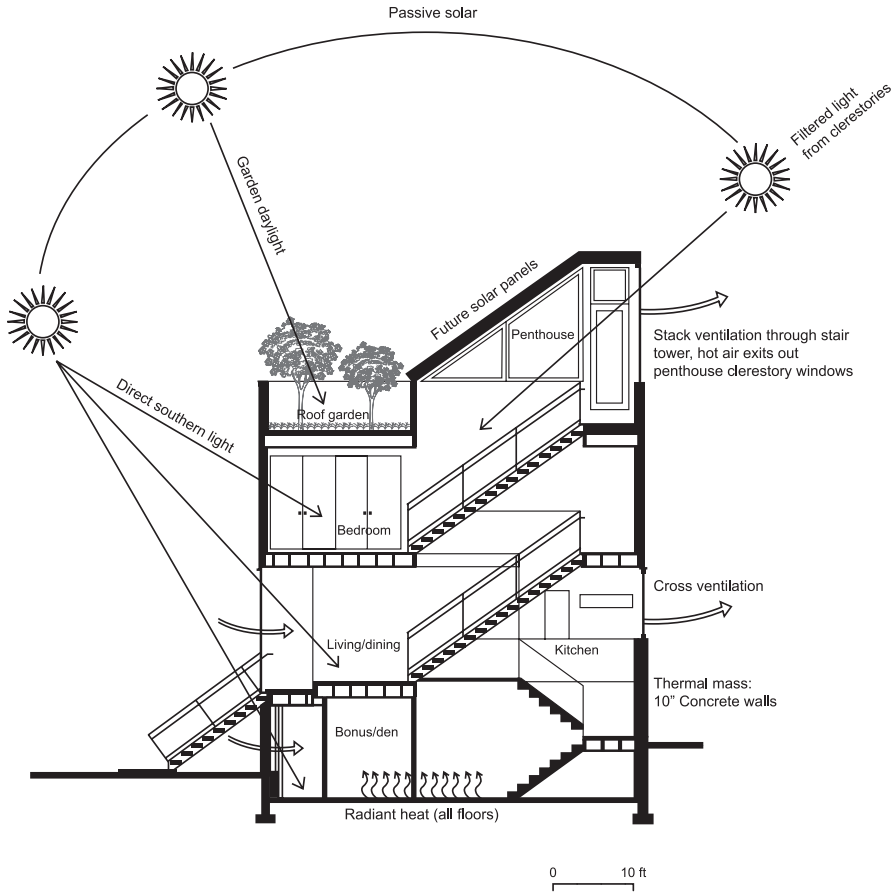 Passive solar
Filtered light
from clerestories
Garden daylight
Future solar panels
Penthouse
Stack ventilation through stair
tower, hot air exits out
penthouse clerestory windows
Direct southern light
Roof garden
Bedroom
Cross ventilation
Living/dining
Kitchen
Thermal mass:
10” Concrete walls
Bonus/den
Radiant heat (all floors)
0 10 ft